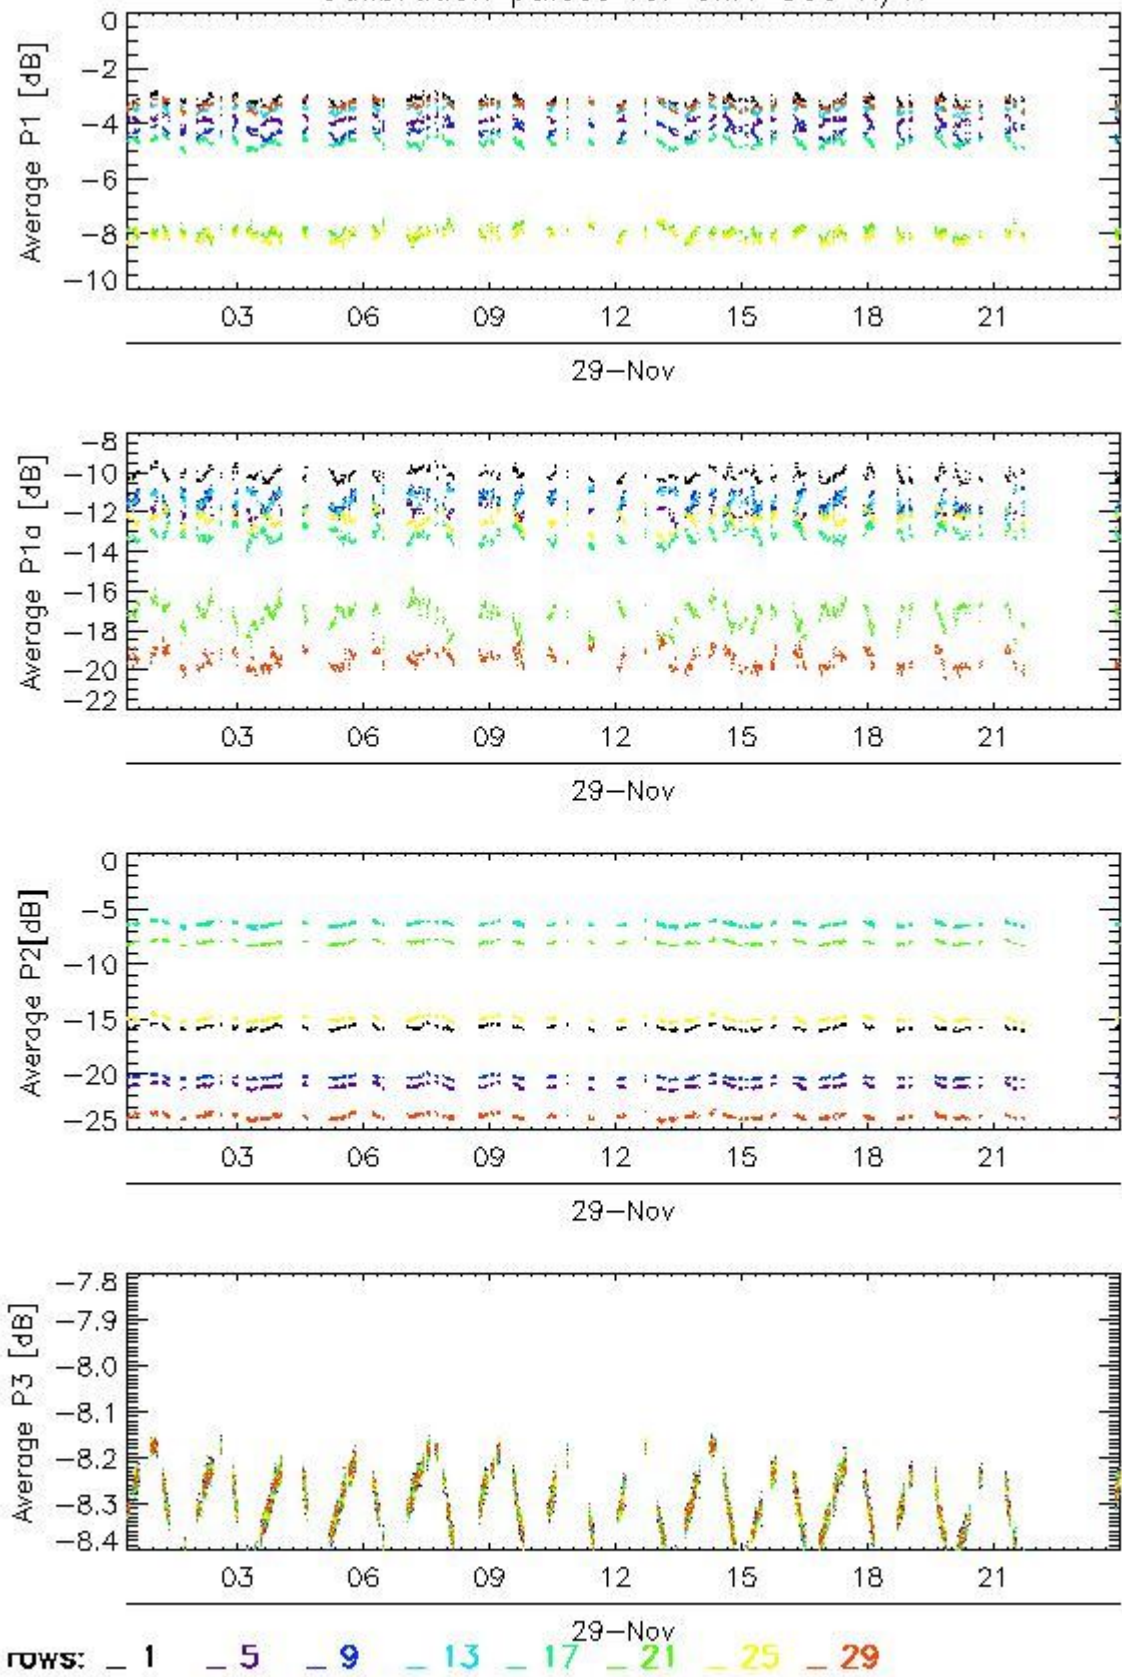 0
-2
-4
-6
-8
-10
Average P1 [dB]
03 06 09 12 15 18 21
29-Nov
-8
-10
-12
-14
-16
-18
-20
-22
Average P1a [dB]
03 06 09 12 15 18 21
29-Nov
0
-5
-10
-15
-20
-25
Average P2[dB]
03 06 09 12 15 18 21
29-Nov
-7.8
-7.9
-8.0
-8.1
-8.2
-8.3
-8.4
Average P3 [dB]
03 06 09 12 15 18 21
29-Nov
rows: _ 1 _ 5 _ 9 _ 13 _ 17 _ 21 _ 25 _ 29